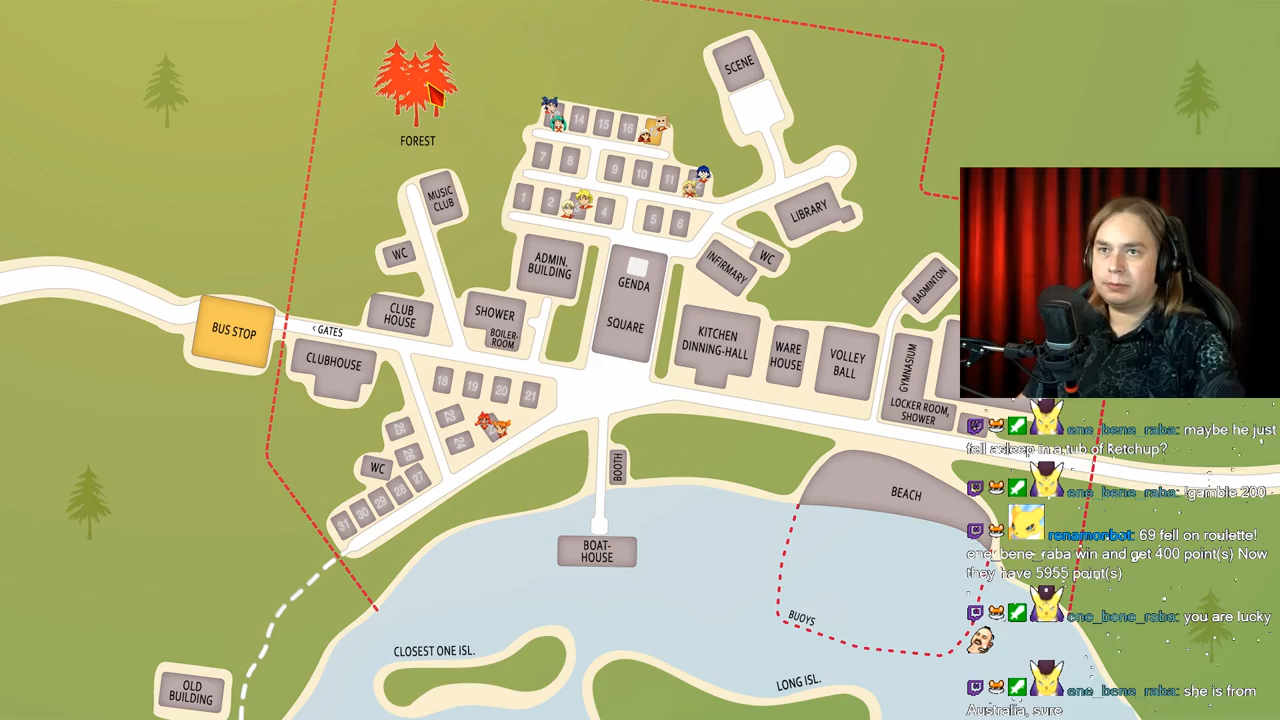 SCENE
FOREST
14 15 16
7 8 9 10 11
1 2 4 5 6
MUSIC
CLUB
LIBRARY
WC
ADMIN.
BUILDING
INFIRMARY
WC
GENDA
SQUARE
BADMINTON
BUS STOP
‹ GATES
CLUB
HOUSE
SHOWER
BOILER-
ROOM
KITCHEN
DINNING-HALL
WARE
HOUSE
VOLLEY
BALL
GYMNASIUM
LOCKER ROOM,
SHOWER
CLUBHOUSE
18 19 20 21
22
24
25
26
27
28
29
30
31
WC
BOOTH
BEACH
BOAT-
HOUSE
BUOYS
CLOSEST ONE ISL.
LONG ISL.
OLD
BUILDING
ene_bene_raba: maybe he just
fell asleep in a tub of ketchup?
ene_bene_raba: !gamble 200
renamonbot: 69 fell on roulette!
ene_bene_raba win and get 400 point(s) Now
they have 5955 point(s)
ene_bene_raba: you are lucky
ene_bene_raba: she is from
Australia, sure